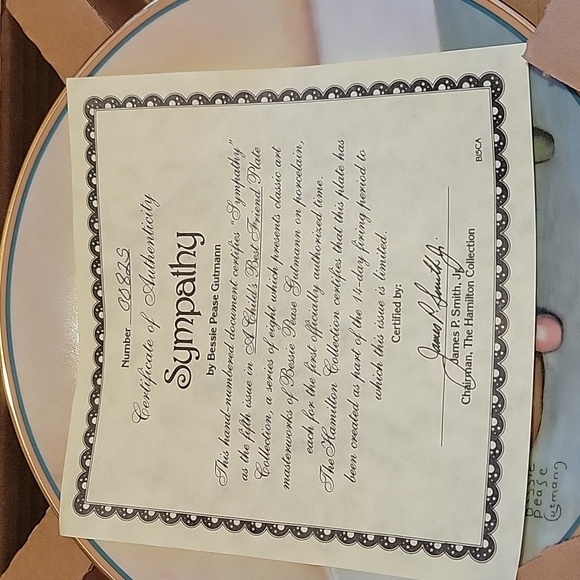 Number
Certificate of Authenticity
Sympathy
by Bessie Pease Gutmann
This hand-numbered document certifies "Sympathy"
as the fifth issue in A Child's Best Friend Plate
Collection, a series of eight which presents classic art
masterworks of Bessie Pease Gutmann on porcelain,
each for the first officially authorized time.
The Hamilton Collection certifies that this plate has
been created as part of the 14-day firing period to
which this issue is limited.
Certified by:
James P. Smith, Jr.
James P. Smith, Jr.
Chairman, The Hamilton Collection
BI5CA
Bessie
Pease
Gutmann